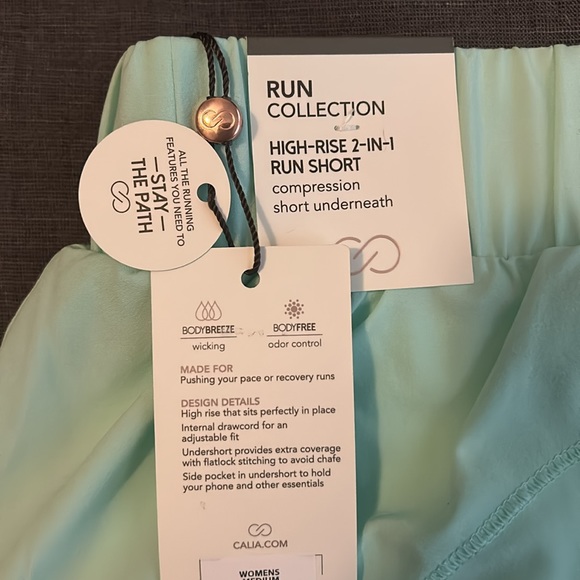 RUN
COLLECTION
HIGH-RISE 2-IN-1
RUN SHORT
compression
short underneath
ALL THE RUNNING
FEATURES YOU NEED TO
—STAY—
THE PATH
BODYBREEZE
wicking
BODYFREE
odor control
MADE FOR
Pushing your pace or recovery runs
DESIGN DETAILS
High rise that sits perfectly in place
Internal drawcord for an
adjustable fit
Undershort provides extra coverage
with flatlock stitching to avoid chafe
Side pocket in undershort to hold
your phone and other essentials
CALIA.COM
WOMENS
MEDIUM